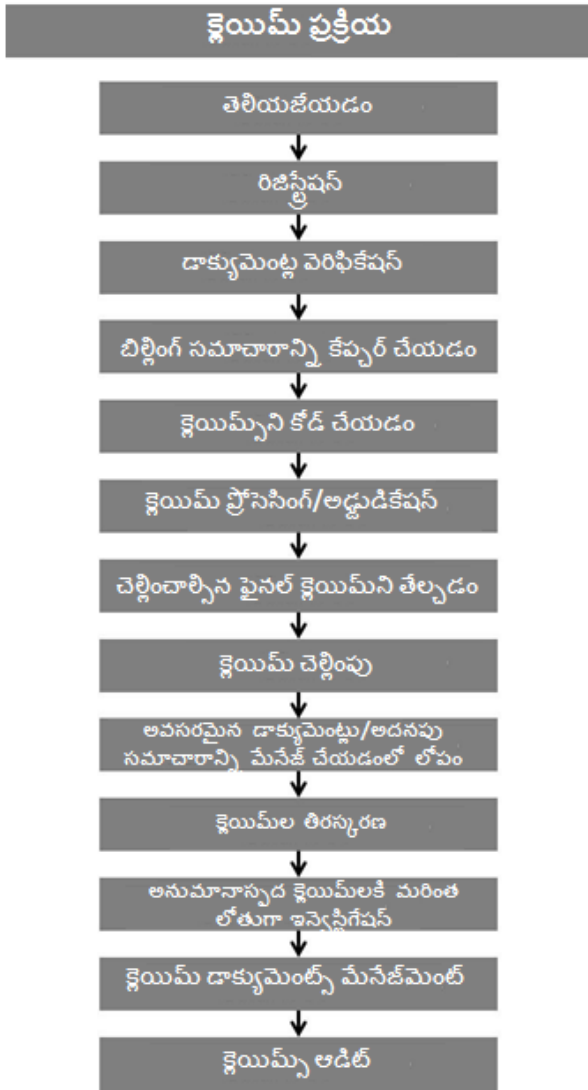 క్లెయిమ్ ప్రక్రియ
తెలియజేయడం
రిజిస్ట్రేషన్
డాక్యుమెంట్ల వెరిఫికేషన్
బిల్లింగ్ సమాచారాన్ని కేప్చర్ చేయడం
క్లెయిమ్స్‌ని కోడ్ చేయడం
క్లెయిమ్ ప్రోసెసింగ్/అడ్జుడికేషన్
చెల్లించాల్సిన ఫైనల్ క్లెయిమ్‌ని తేల్చడం
క్లెయిమ్ చెల్లింపు
అవసరమైన డాక్యుమెంట్లు/అదనపు
సమాచారాన్ని మేనేజ్ చేయడంలో లోపం
క్లెయిమ్‌ల తిరస్కరణ
అనుమానాస్పద క్లెయిమ్‌లకి మరింత
లోతుగా ఇన్వెస్టిగేషన్
క్లెయిమ్ డాక్యుమెంట్స్ మేనేజ్‌మెంట్
క్లెయిమ్స్ ఆడిట్